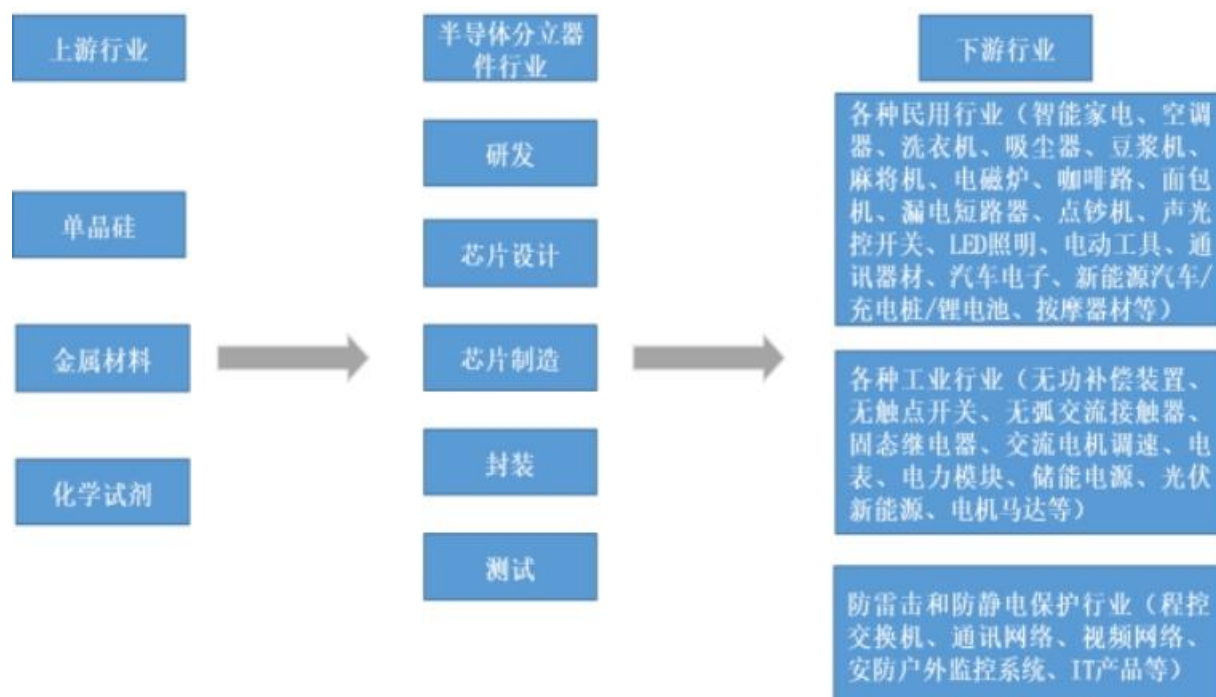 上游行业
单品硅
金属材料
化学试剂
半导体分立器
件行业
研发
芯片设计
芯片制造
封装
测试
下游行业
各种民用行业（智能家电、空调
器、洗衣机、吸尘器、豆浆机、
麻将机、电磁炉、咖啡路、面包
机、漏电短路器、点钞机、声光
控开关、LED照明、电动工具、通
讯器材、汽车电子、新能源汽车/
充电桩/锂电池、按摩器材等）
各种工业行业（无功补偿装置、
无触点开关、无弧交流接触器、
固态继电器、交流电机调速、电
表、电力模块、储能电源、光伏
新能源、电机马达等）
防雷击和防静电保护行业（程控
交换机、通讯网络、视频网络、
安防户外监控系统、IT产品等）